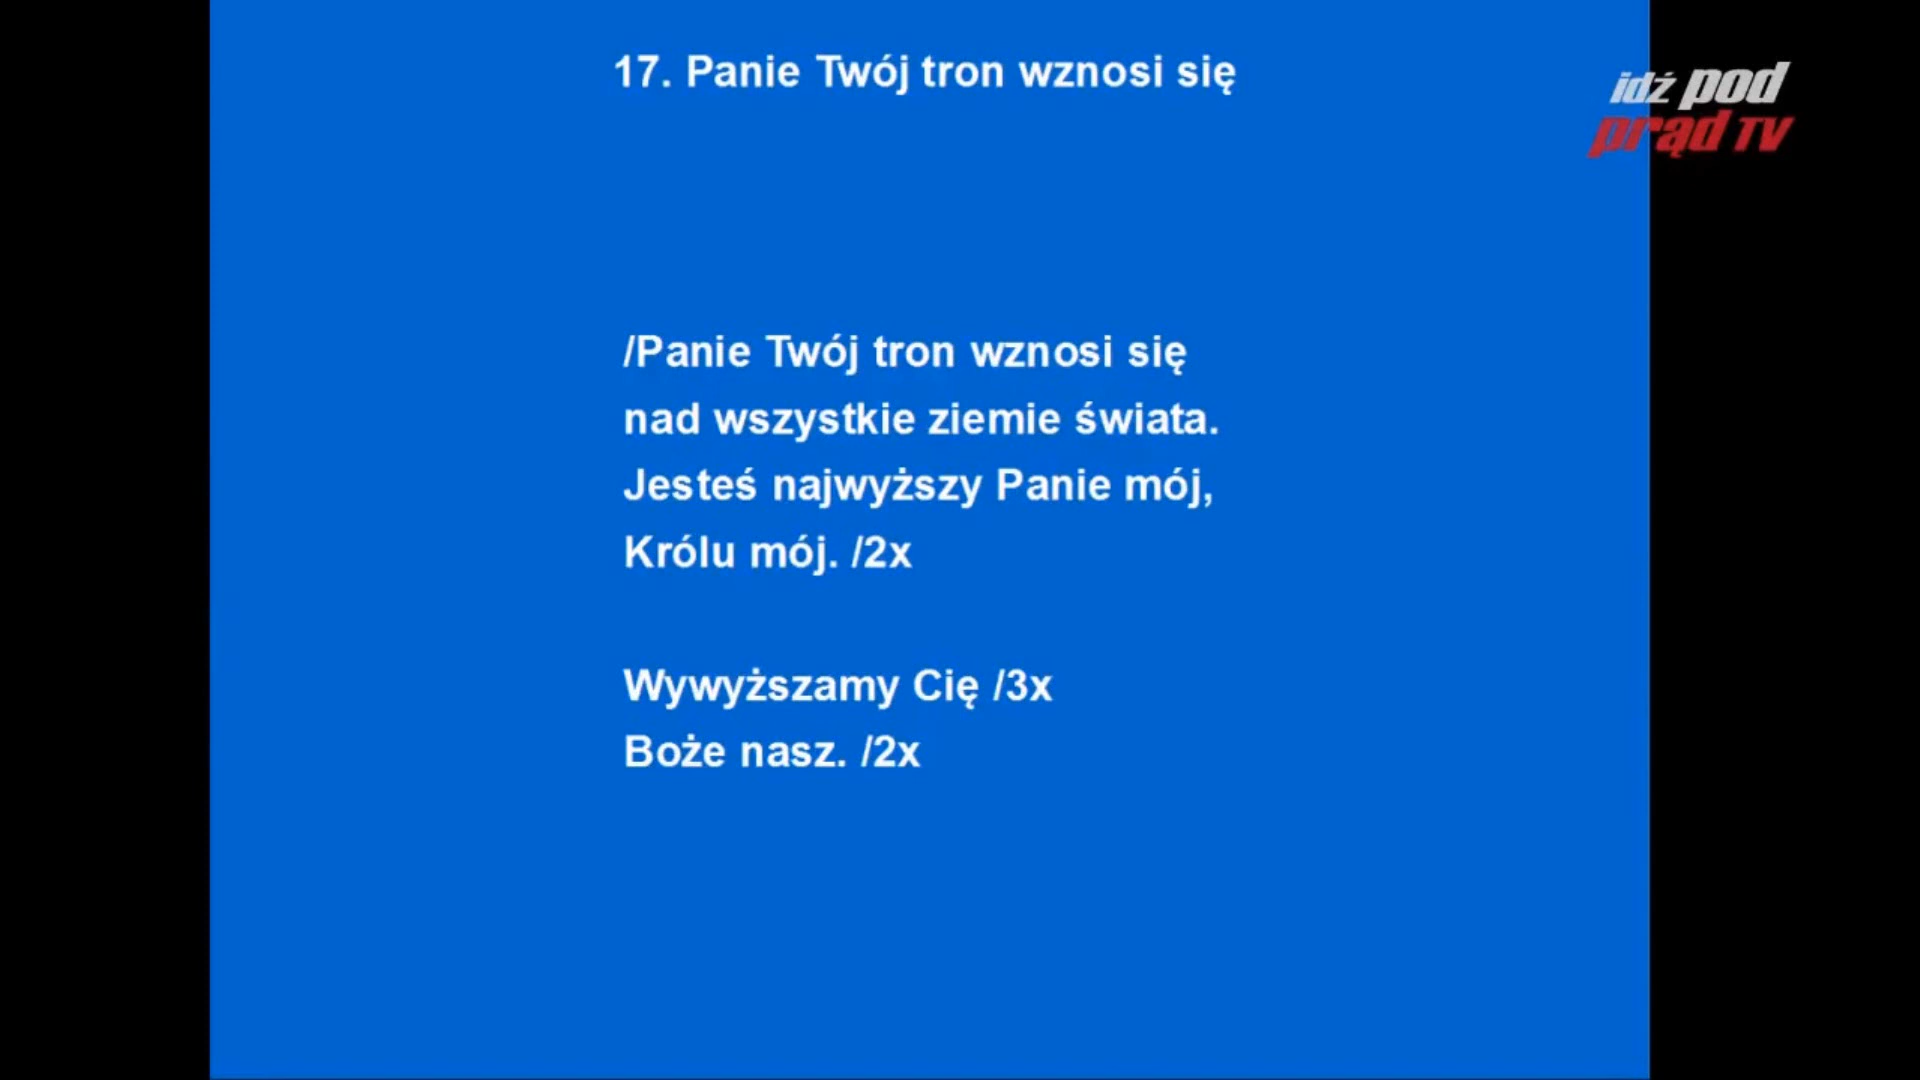 17. Panie Twój tron wznosi się
idź pod
prąd TV
/Panie Twój tron wznosi się
nad wszystkie ziemie świata.
Jesteś najwyższy Panie mój,
Królu mój. /2x
Wywyższamy Cię /3x
Boże nasz. /2x